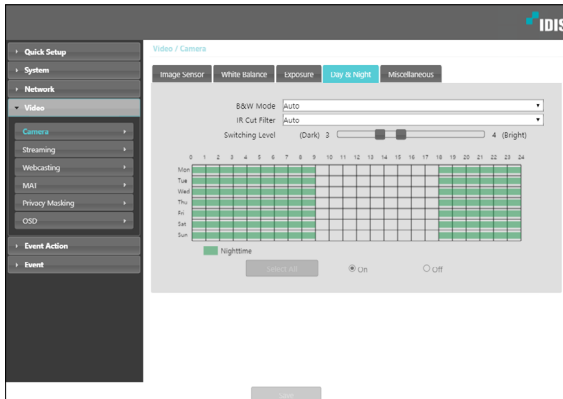 IDIS
Quick Setup
System
Network
Video
Camera
Streaming
Webcasting
MAT
Privacy Masking
OSD
Event Action
Event
Video / Camera
Image Sensor White Balance Exposure Day & Night Miscellaneous
B&W Mode Auto
IR Cut Filter Auto
Switching Level (Dark) 3 4 (Bright)
0 1 2 3 4 5 6 7 8 9 10 11 12 13 14 15 16 17 18 19 20 21 22 23 24
Mon
Tue
Wed
Thu
Fri
Sat
Sun
Nighttime
Select All On Off
Save